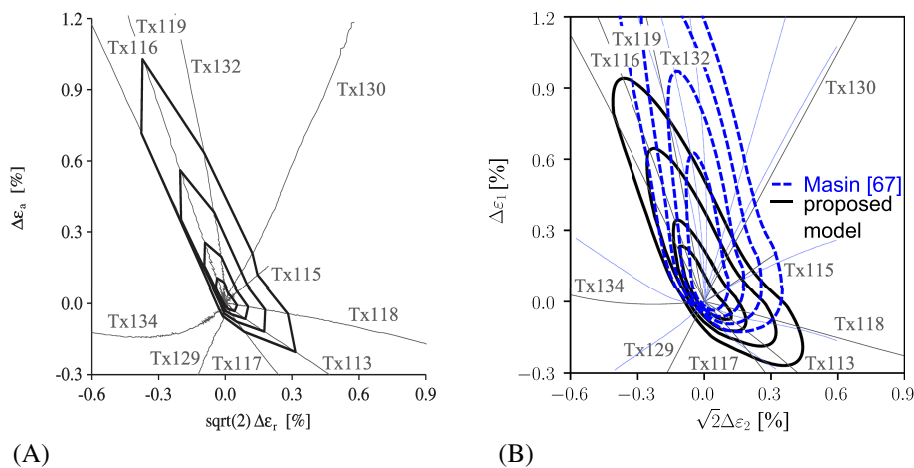 1.2
0.9
0.6
0.3
0.0
-0.3
-0.6
-0.3
0.0
0.3
0.6
0.9
Δεa [%]
sqrt(2) Δεr [%]
Tx119
Tx116
Tx132
Tx130
Tx115
Tx134
Tx118
Tx129
Tx117
Tx113
(A)
1.2
0.9
0.6
0.3
0.0
−0.3
−0.6
−0.3
0.0
0.3
0.6
0.9
Δε1 [%]
√2Δε2 [%]
Tx119
Tx116
Tx132
Tx130
Masin [67]
proposed
model
Tx115
Tx134
Tx118
Tx129
Tx117
Tx113
(B)